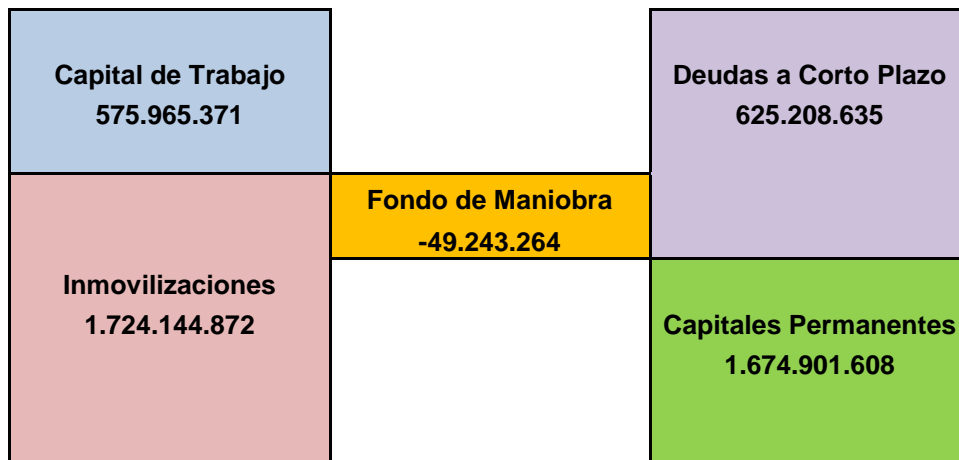 Capital de Trabajo
575.965.371
Deudas a Corto Plazo
625.208.635
Fondo de Maniobra
-49.243.264
Inmovilizaciones
1.724.144.872
Capitales Permanentes
1.674.901.608